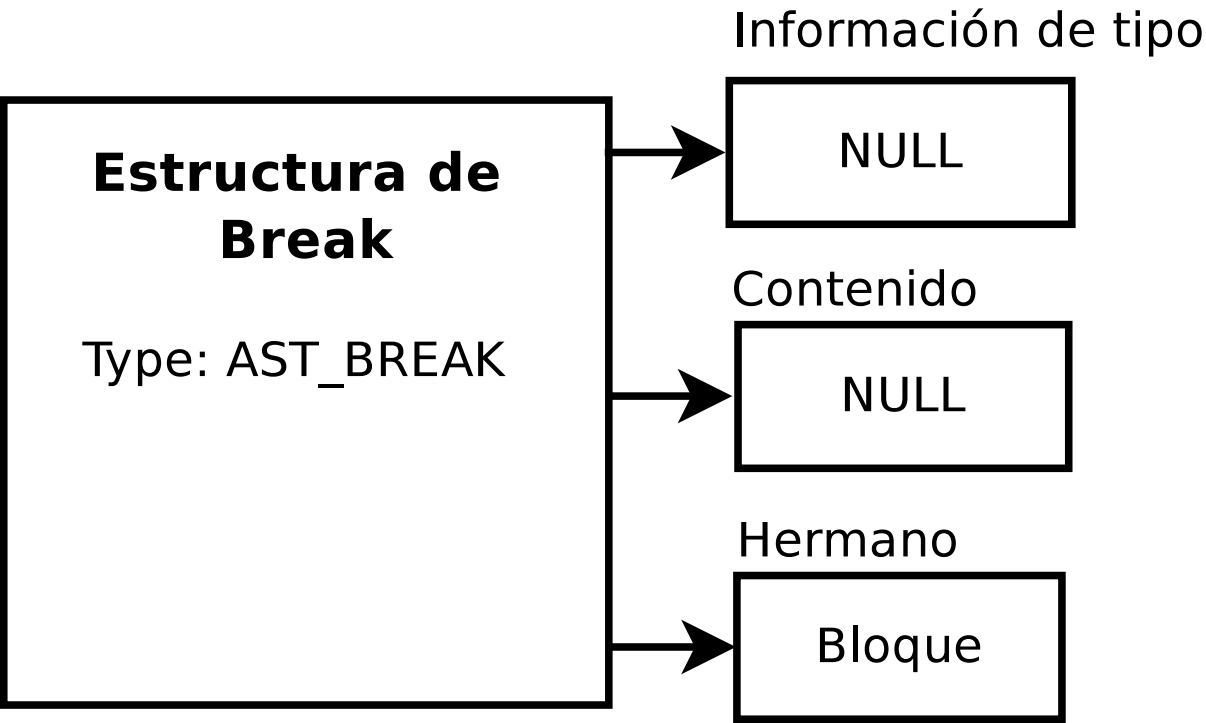 Información de tipo
Estructura de
Break
Type: AST_BREAK
NULL
Contenido
NULL
Hermano
Bloque